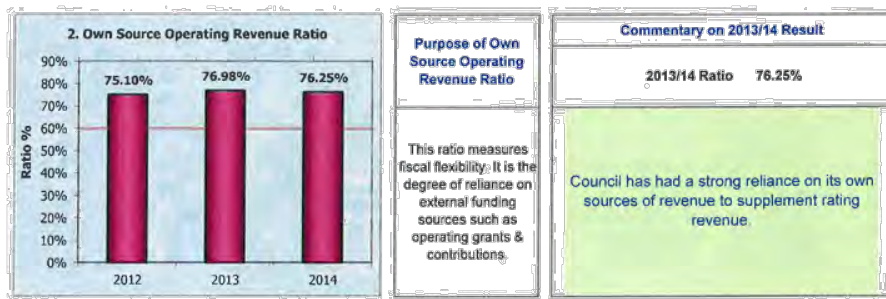 2. Own Source Operating Revenue Ratio
90%
80%
70%
60%
50%
40%
30%
20%
10%
0%
Ratio %
75.10%
76.98%
76.25%
2012
2013
2014
Purpose of Own
Source Operating
Revenue Ratio
This ratio measures
fiscal flexibility. It is the
degree of reliance on
external funding
sources such as
operating grants &
contributions.
Commentary on 2013/14 Result
2013/14 Ratio 76.25%
Council has had a strong reliance on its own
sources of revenue to supplement rating
revenue.